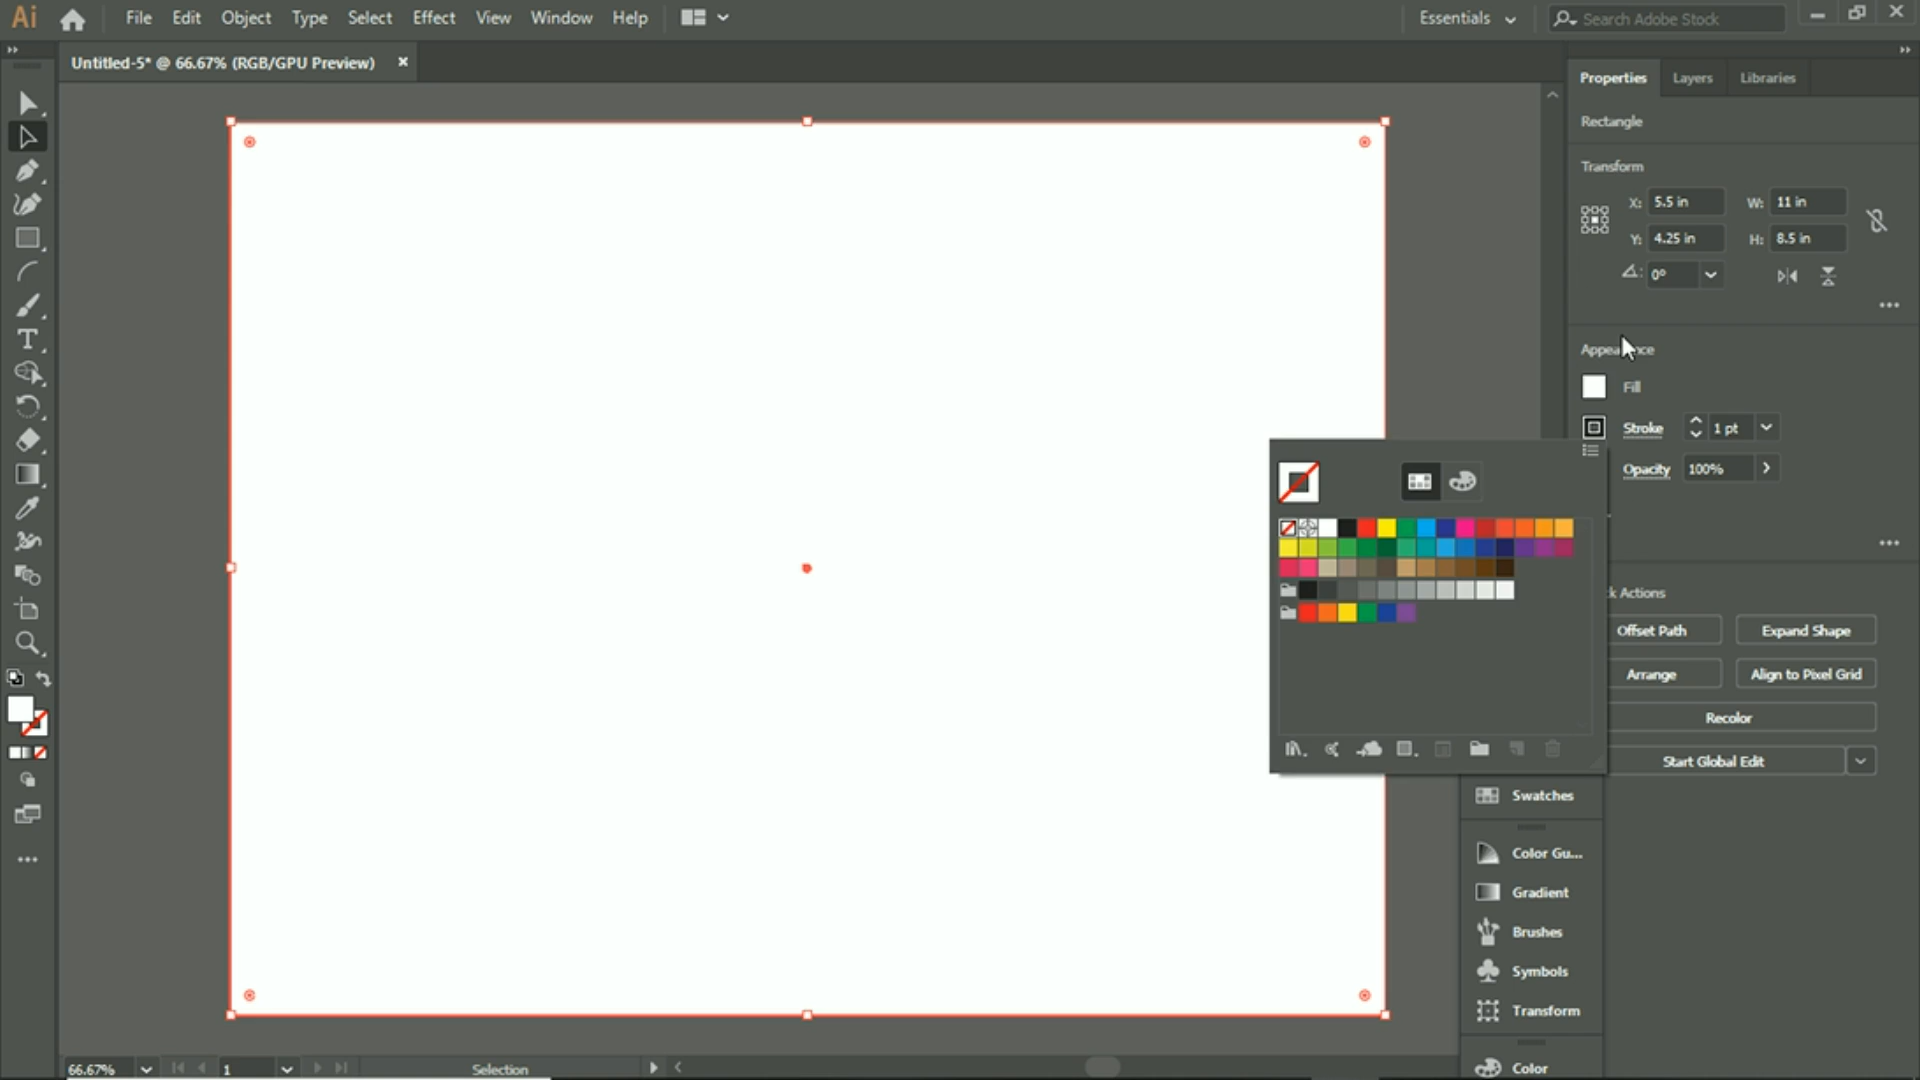 Ai File Edit Object Type Select Effect View Window Help Essentials Search Adobe Stock
Untitled-5* @ 66.67% (RGB/GPU Preview) ×
Properties Layers Libraries
Rectangle
Transform
X: 5.5 in W: 11 in
Y: 4.25 in H: 8.5 in
0°
Fill
Stroke 1 pt
Opacity 100%
k Actions
Offset Path Expand Shape
Arrange Align to Pixel Grid
Recolor
Start Global Edit
Swatches
Color Gu...
Gradient
Brushes
Symbols
Transform
Color
66.67% 1 Selection